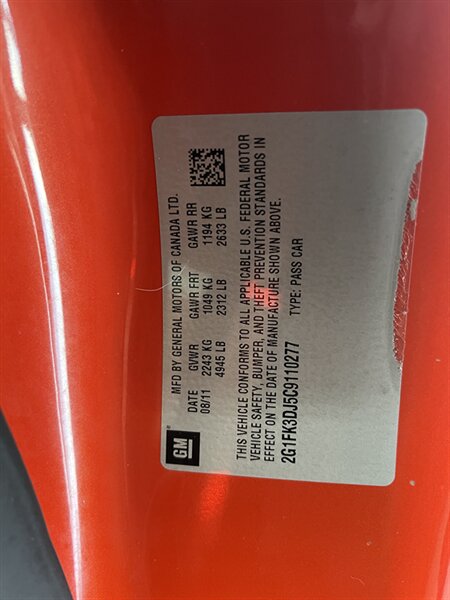 GM
MFD BY GENERAL MOTORS OF CANADA LTD.
DATE GVWR GAWR FRT GAWR RR
08/11 2243 KG 1049 KG 1194 KG
4945 LB 2312 LB 2633 LB
THIS VEHICLE CONFORMS TO ALL APPLICABLE U.S. FEDERAL MOTOR
VEHICLE SAFETY, BUMPER, AND THEFT PREVENTION STANDARDS IN
EFFECT ON THE DATE OF MANUFACTURE SHOWN ABOVE.
2G1FK3DJ5C9110277 TYPE: PASS CAR